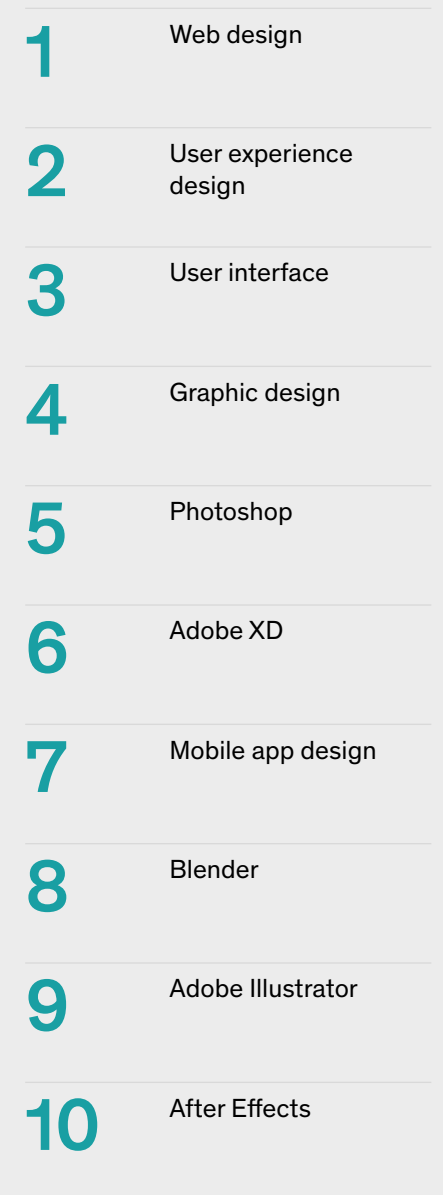 1 Web design
2 User experience
design
3 User interface
4 Graphic design
5 Photoshop
6 Adobe XD
7 Mobile app design
8 Blender
9 Adobe Illustrator
10 After Effects